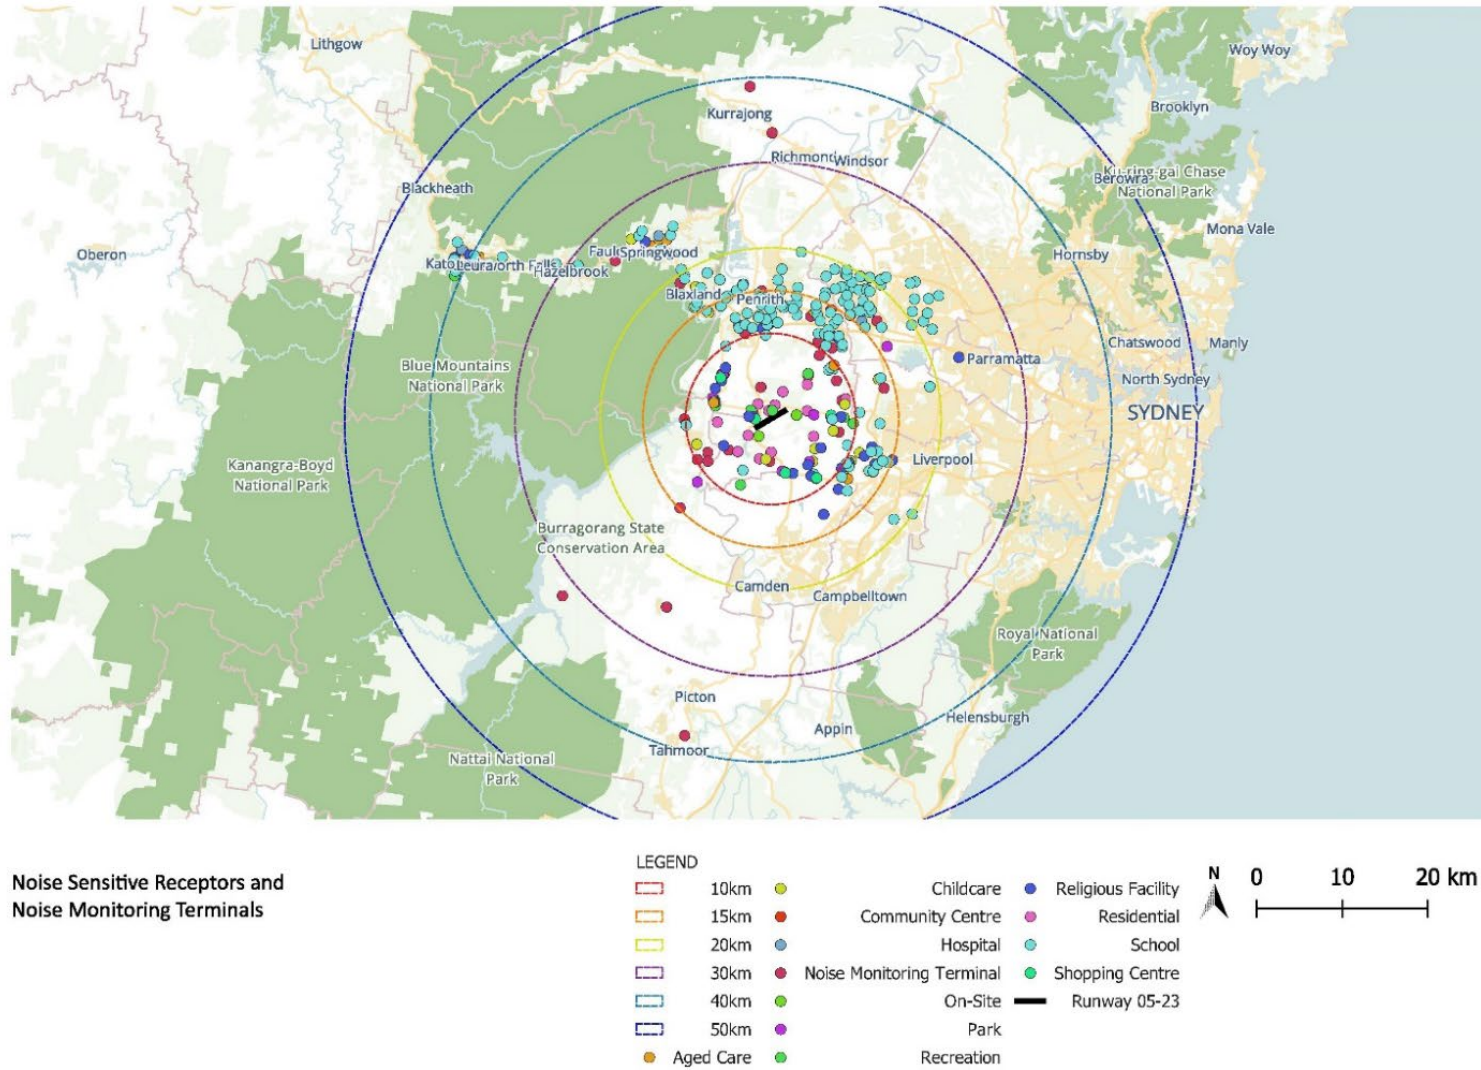 Lithgow
Woy Woy
Brooklyn
Kurrajong
Richmond
Windsor
Blackheath
Berowra
Ku-ring-gai Chase
National Park
Mona Vale
Oberon
Hornsby
Springwood
Leura
Hazelbrook
Blaxland
Penrith
Chatswood
Manly
Parramatta
Blue Mountains
National Park
North Sydney
SYDNEY
Kanangra-Boyd
National Park
Liverpool
Burragorang State
Conservation Area
Camden
Campbelltown
Royal National
Park
Picton
Helensburgh
Appin
Tahmoor
Nattai National
Park
Noise Sensitive Receptors and
Noise Monitoring Terminals
LEGEND
10km
15km
20km
30km
40km
50km
Aged Care
Childcare
Community Centre
Hospital
Noise Monitoring Terminal
On-Site
Park
Recreation
Religious Facility
Residential
School
Shopping Centre
Runway 05-23
N
0 10 20 km